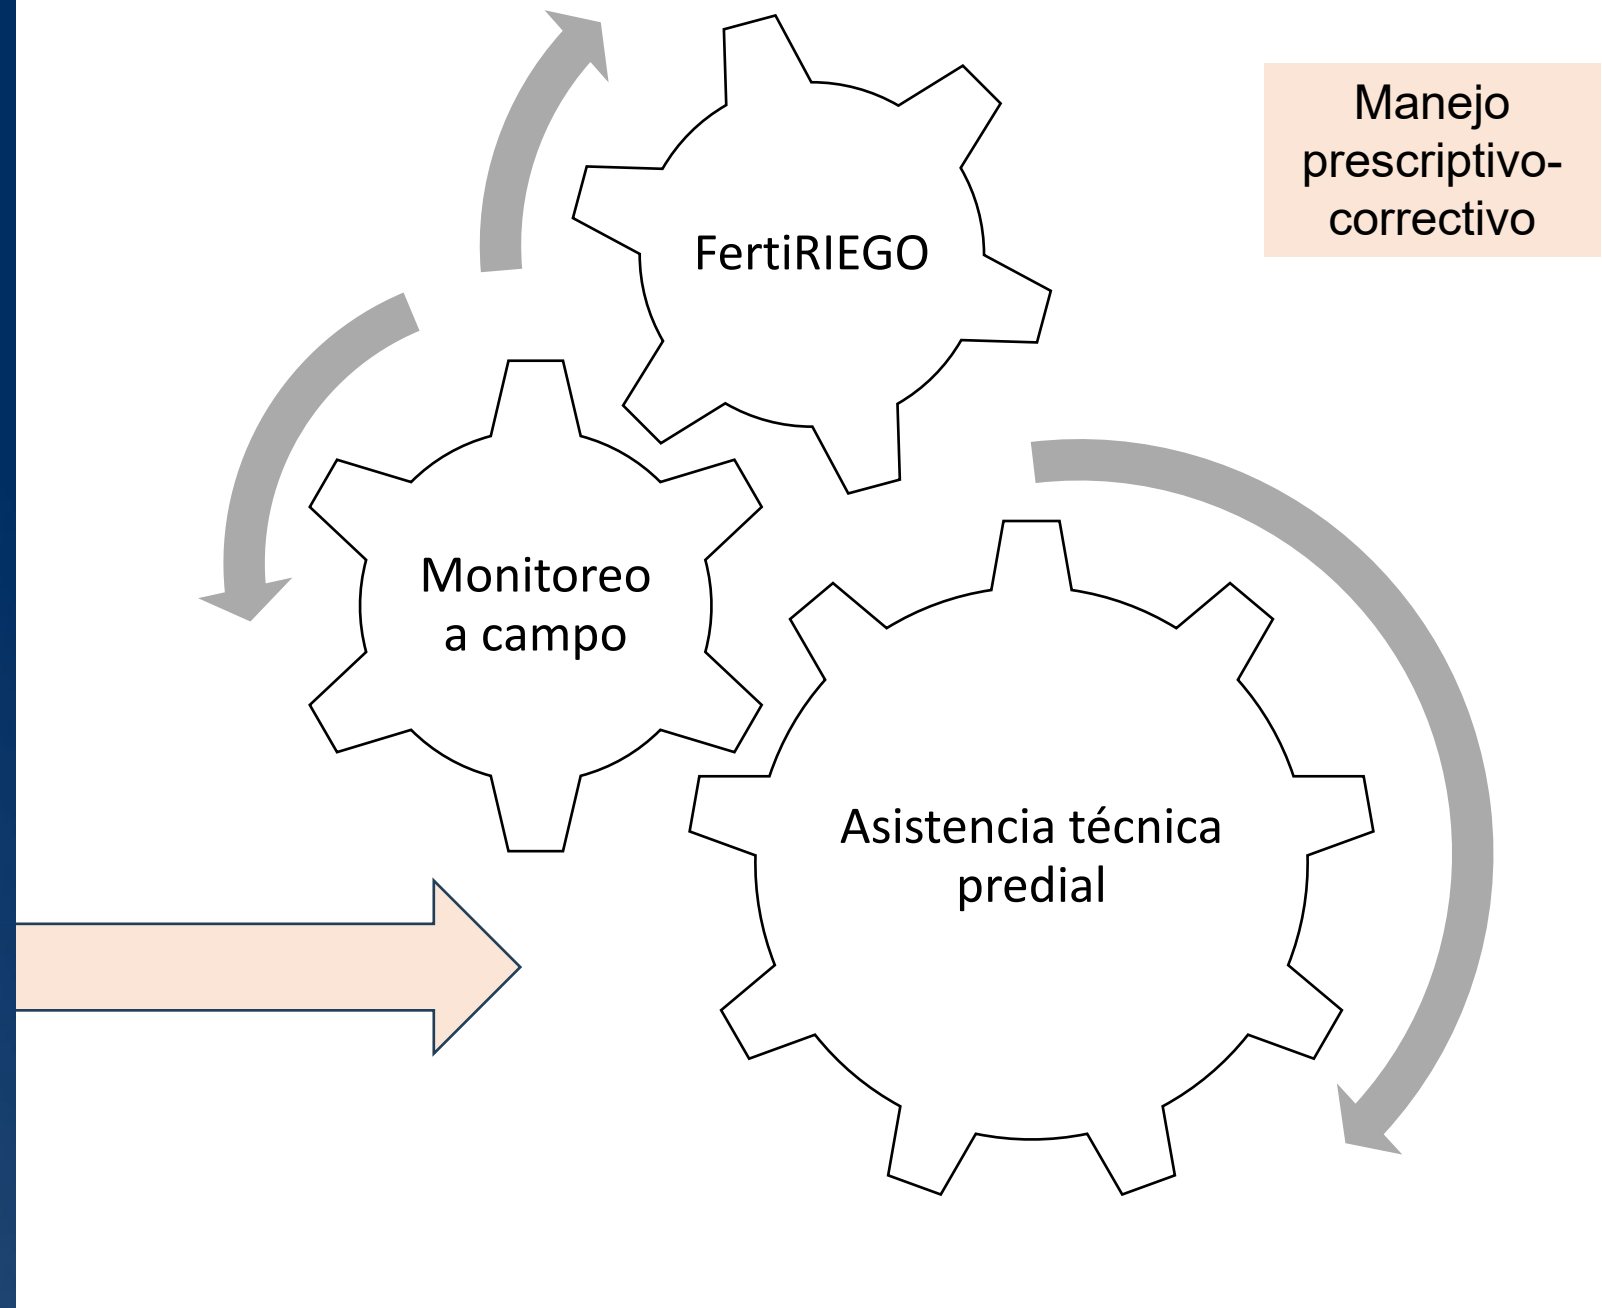 Manejo
prescriptivo-
correctivo
FertiRIEGO
Monitoreo
a campo
Asistencia técnica
predial